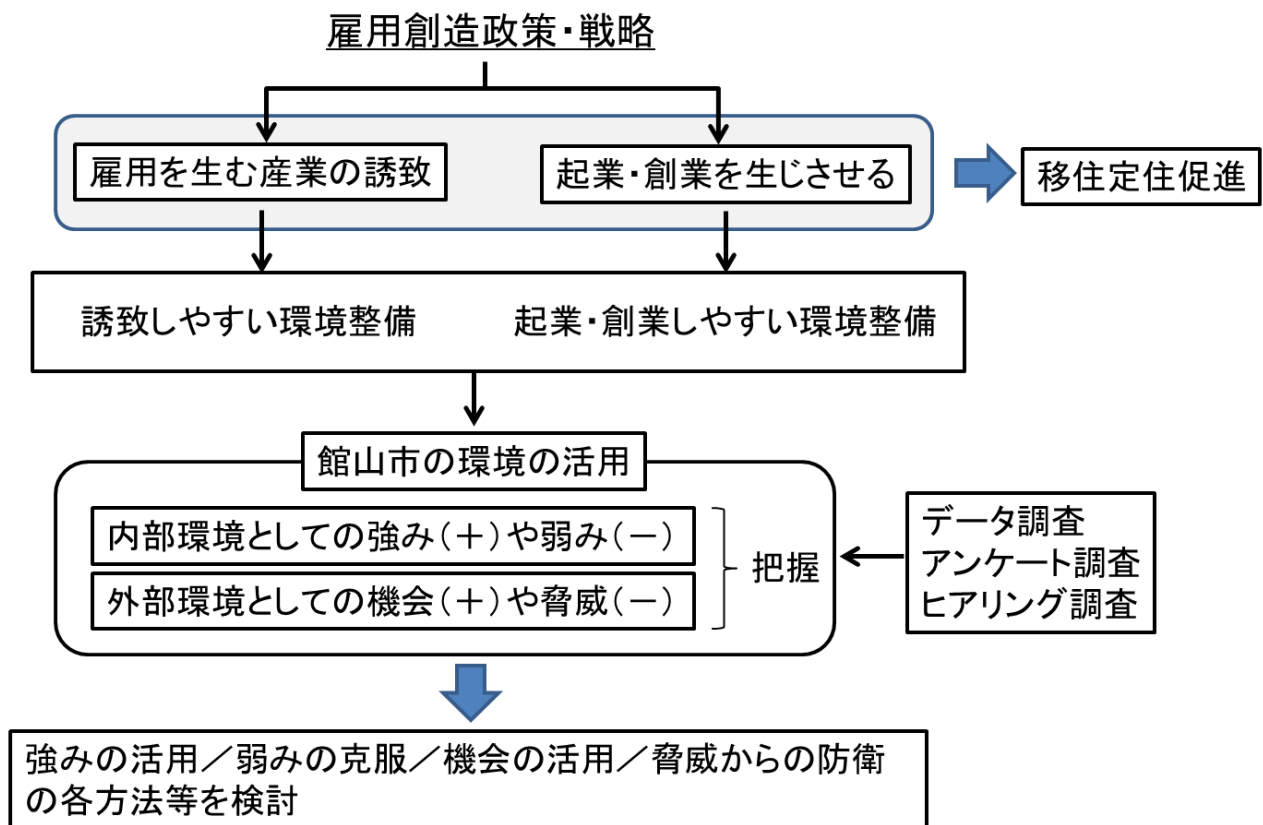 雇用創造政策・戦略
雇用を生む産業の誘致
起業・創業を生じさせる
移住定住促進
誘致しやすい環境整備
起業・創業しやすい環境整備
館山市の環境の活用
内部環境としての強み(＋)や弱み(－)
外部環境としての機会(＋)や脅威(－)
把握
データ調査
アンケート調査
ヒアリング調査
強みの活用／弱みの克服／機会の活用／脅威からの防衛
の各方法等を検討